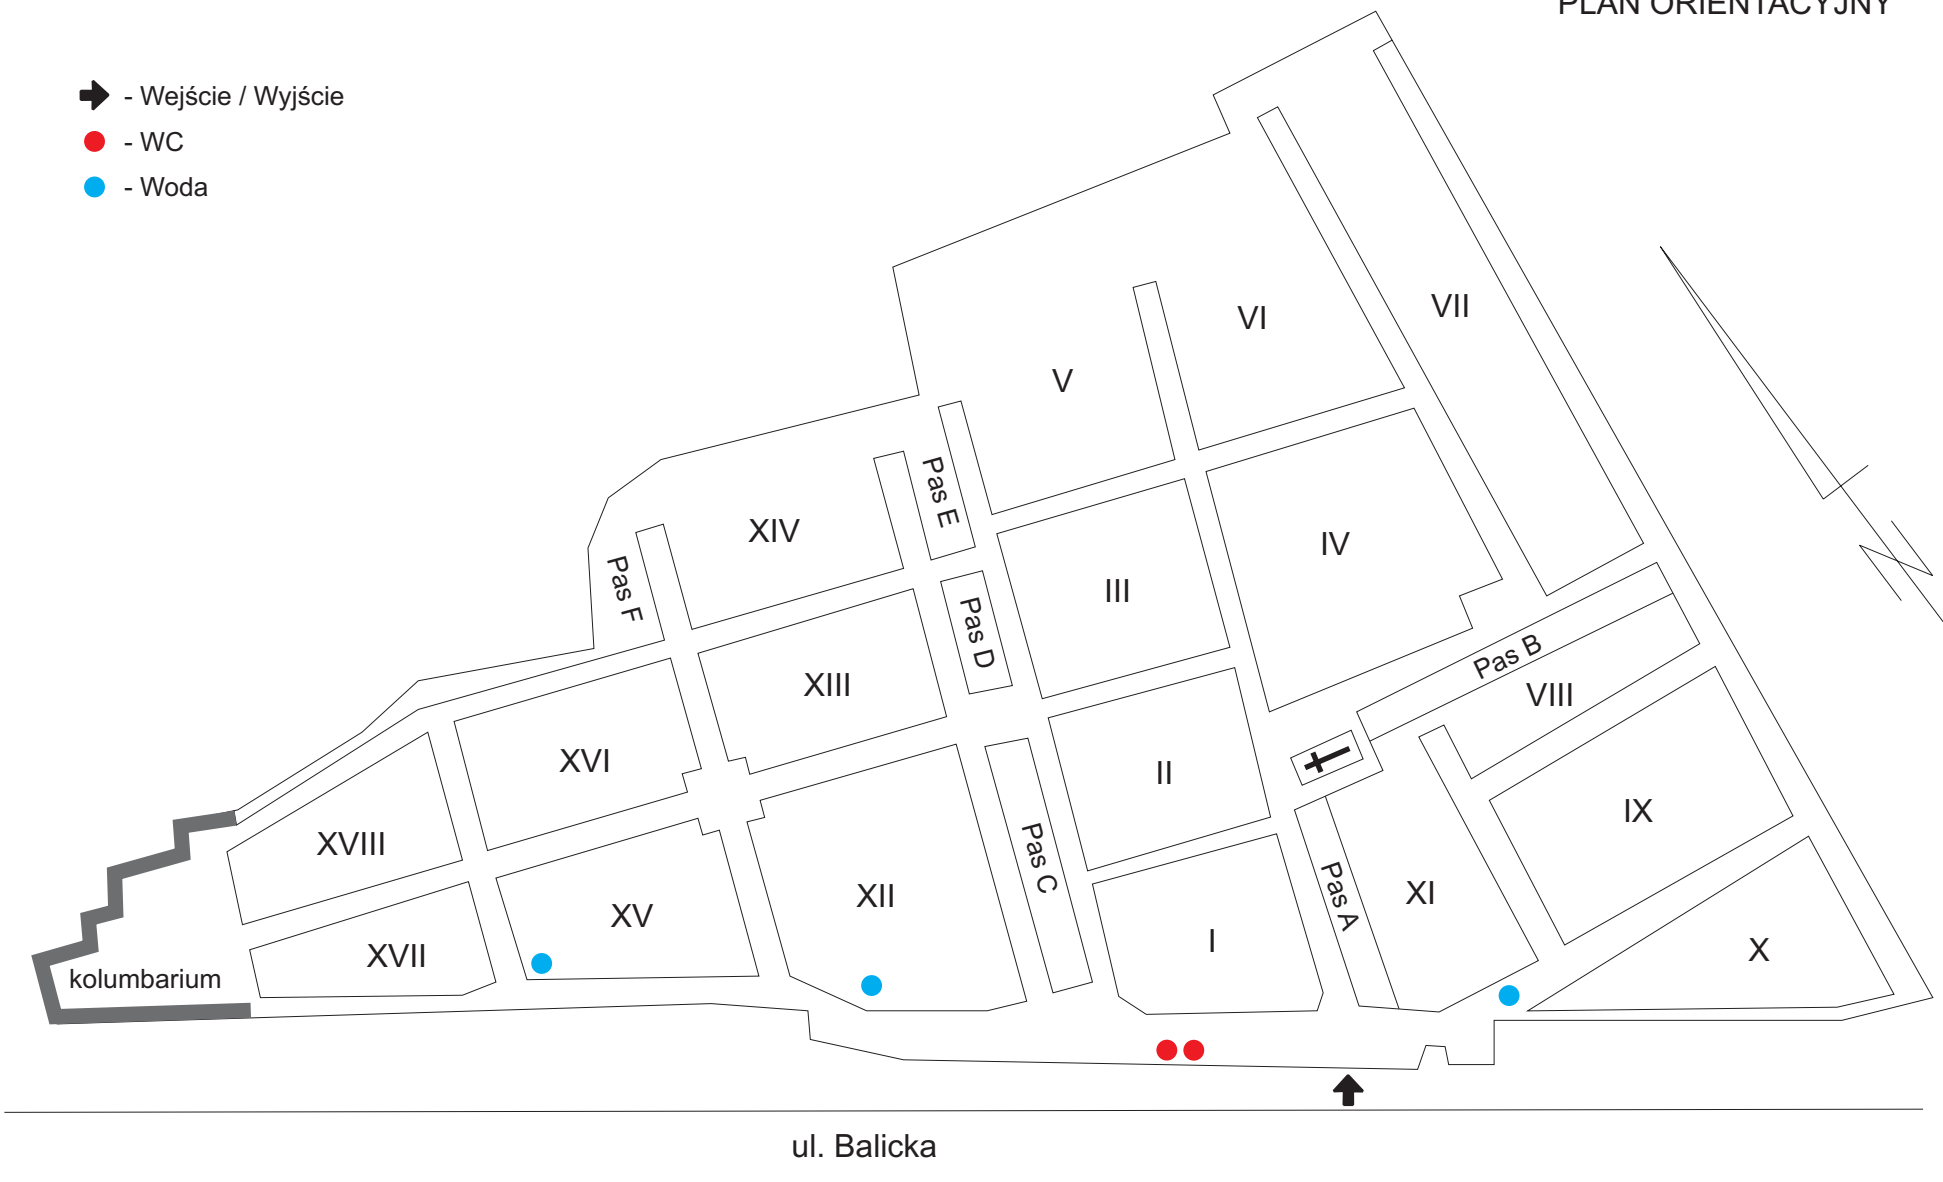 PLAN ORIENTACYJNY
- Wejście / Wyjście
- WC
- Woda
VII
VI
V
Pas E
XIV
IV
Pas F
III
Pas D
Pas B
XIII
VIII
XVI
II
IX
XVIII
Pas C
XII
XI
Pas A
XV
I
X
XVII
kolumbarium
N
ul. Balicka